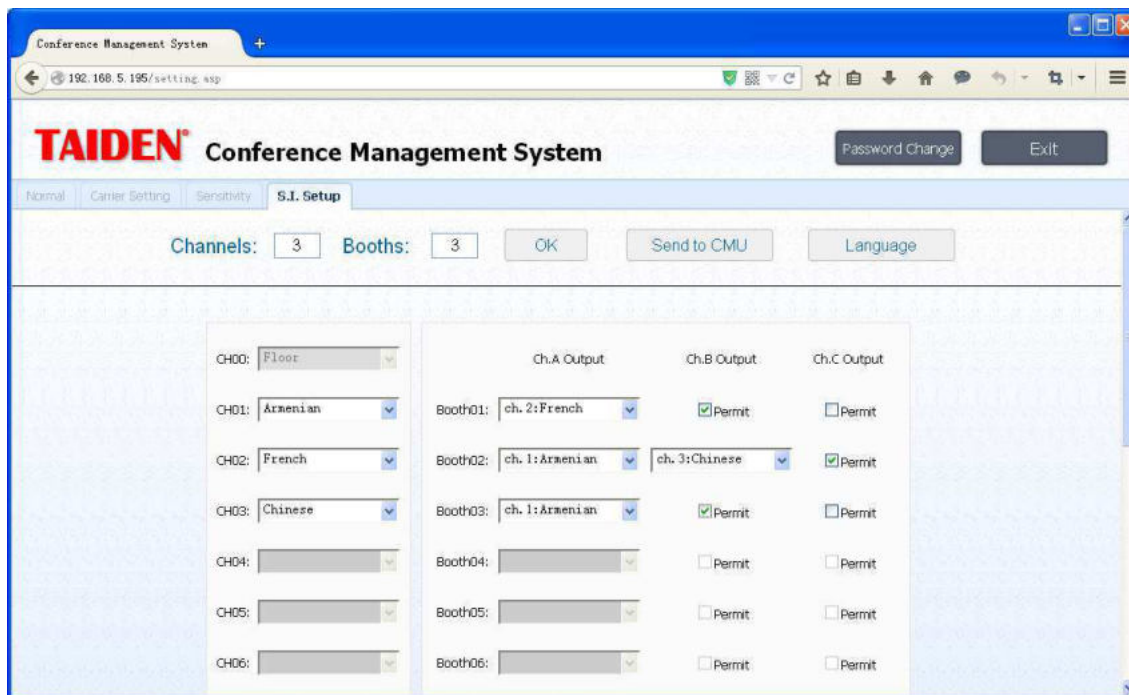 Conference Management System
192.168.5.195/setting.asp
TAIDEN® Conference Management System Password Change Exit
Normal Carrier Setting Sensitivity S.I. Setup
Channels: 3 Booths: 3 OK Send to CMU Language
CH00: Floor Ch.A Output Ch.B Output Ch.C Output
CH01: Armenian Booth01: ch.2:French Permit Permit
CH02: French Booth02: ch.1:Armenian ch.3:Chinese Permit
CH03: Chinese Booth03: ch.1:Armenian Permit Permit
CH04: Booth04: Permit Permit
CH05: Booth05: Permit Permit
CH06: Booth06: Permit Permit